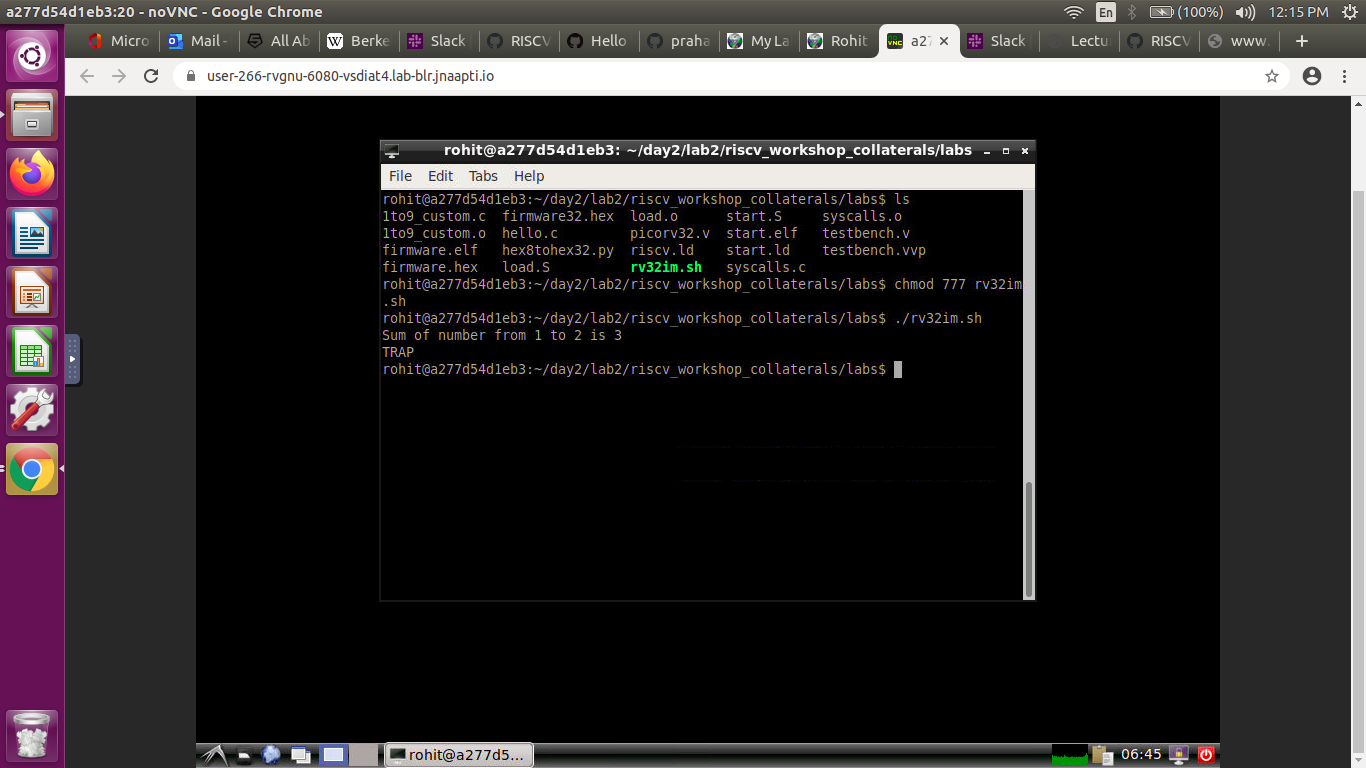 a277d54d1eb3:20 - noVNC - Google Chrome
En (100%) 12:15 PM
Micro Mail - All Ab Berke Slack RISCV Hello praha My La Rohit a27 Slack Lectu RISCV www.
user-266-rvgnu-6080-vsdiat4.lab-blr.jnaapti.io
rohit@a277d54d1eb3: ~/day2/lab2/riscv_workshop_collaterals/labs
File Edit Tabs Help
rohit@a277d54d1eb3:~/day2/lab2/riscv_workshop_collaterals/labs$ ls
1to9_custom.c firmware32.hex load.o start.S syscalls.o
1to9_custom.o hello.c picorv32.v start.elf testbench.v
firmware.elf hex8tohex32.py riscv.ld start.ld testbench.vvp
firmware.hex load.S rv32im.sh syscalls.c
rohit@a277d54d1eb3:~/day2/lab2/riscv_workshop_collaterals/labs$ chmod 777 rv32im
.sh
rohit@a277d54d1eb3:~/day2/lab2/riscv_workshop_collaterals/labs$ ./rv32im.sh
Sum of number from 1 to 2 is 3
TRAP
rohit@a277d54d1eb3:~/day2/lab2/riscv_workshop_collaterals/labs$
rohit@a277d5... 06:45